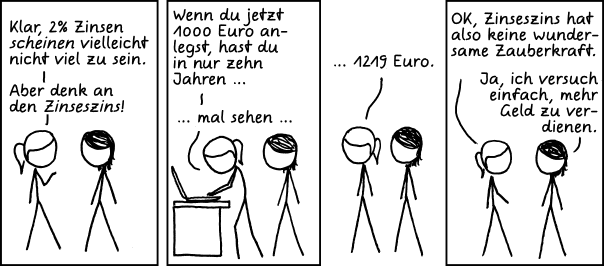 Klar, 2% Zinsen
scheinen vielleicht
nicht viel zu sein.
Aber denk an
den Zinseszins!
Wenn du jetzt
1000 Euro an-
legst, hast du
in nur zehn
Jahren ...
... mal sehen ...
... 1219 Euro.
OK, Zinseszins hat
also keine wunder-
same Zauberkraft.
Ja, ich versuch
einfach, mehr
Geld zu ver-
dienen.